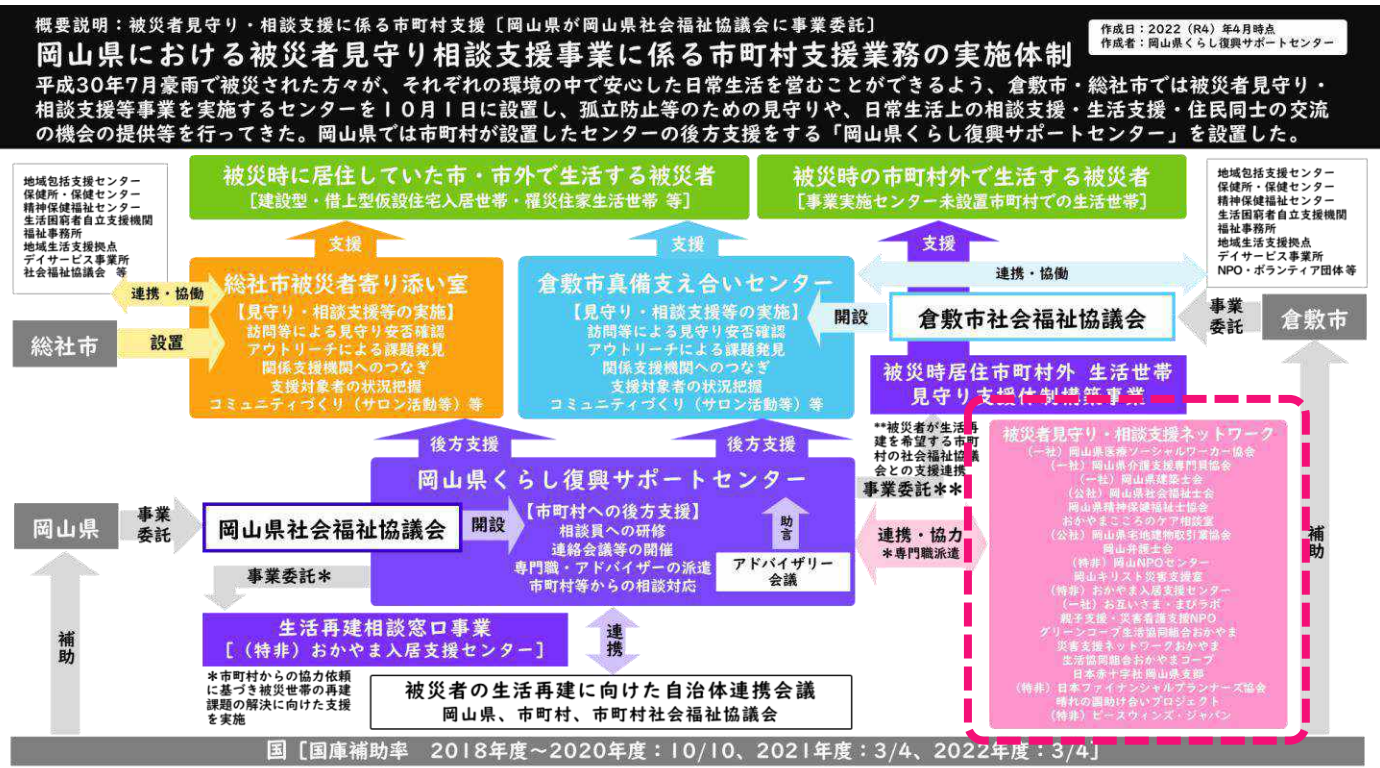 概要説明：被災者見守り・相談支援に係る市町村支援［岡山県が岡山県社会福祉協議会に事業委託］
作成日：2022（R4）年4月時点
作成者：岡山県くらし復興サポートセンター
岡山県における被災者見守り相談支援事業に係る市町村支援業務の実施体制
平成30年7月豪雨で被災された方々が、それぞれの環境の中で安心した日常生活を営むことができるよう、倉敷市・総社市では被災者見守り・
相談支援等事業を実施するセンターを１０月１日に設置し、孤立防止等のための見守りや、日常生活上の相談支援・生活支援・住民同士の交流
の機会の提供等を行ってきた。岡山県では市町村が設置したセンターの後方支援をする「岡山県くらし復興サポートセンター」を設置した。
地域包括支援センター
保健所・保健センター
精神保健福祉センター
生活困窮者自立支援機関
福祉事務所
地域生活支援拠点
デイサービス事業所
社会福祉協議会 等
被災時に居住していた市・市外で生活する被災者
［建設型・借上型仮設住宅入居世帯・罹災住家生活世帯 等］
被災時の市町村外で生活する被災者
［事業実施センター未設置市町村での生活世帯］
地域包括支援センター
保健所・保健センター
精神保健福祉センター
生活困窮者自立支援機関
福祉事務所
地域生活支援拠点
デイサービス事業所
NPO・ボランティア団体等
支援
支援
支援
連携・協働
総社市
設置
総社市被災者寄り添い室
【見守り・相談支援等の実施】
訪問等による見守り安否確認
アウトリーチによる課題発見
関係支援機関へのつなぎ
支援対象者の状況把握
コミュニティづくり（サロン活動等）等
倉敷市真備支え合いセンター
【見守り・相談支援等の実施】
訪問等による見守り安否確認
アウトリーチによる課題発見
関係支援機関へのつなぎ
支援対象者の状況把握
コミュニティづくり（サロン活動等）等
連携・協働
開設
倉敷市社会福祉協議会
事業
委託
倉敷市
被災時居住市町村外 生活世帯
見守り支援体制構築事業
**被災者が生活再
建を希望する市町
村の社会福祉協議
会との支援連携
事業委託**
後方支援
後方支援
岡山県
事業
委託
岡山県社会福祉協議会
開設
岡山県くらし復興サポートセンター
【市町村への後方支援】
相談員への研修
連絡会議等の開催
専門職・アドバイザーの派遣
市町村等からの相談対応
助言
アドバイザリー
会議
連携・協力
*専門職派遣
被災者見守り・相談支援ネットワーク
（一社）岡山県医療ソーシャルワーカー協会
（一社）岡山県介護支援専門員協会
（一社）岡山県建築士会
（公社）岡山県社会福祉士会
岡山県精神保健福祉士協会
おかやまこころのケア相談室
（公社）岡山県宅地建物取引業協会
岡山弁護士会
（特非）岡山NPOセンター
岡山キリスト災害支援室
（特非）おかやま入居支援センター
（一社）お互いさま・まびラボ
親子支援・災害看護支援NPO
グリーンコープ生活協同組合おかやま
災害支援ネットワークおかやま
生活協同組合おかやまコープ
日本赤十字社 岡山県支部
（特非）日本ファイナンシャルプランナーズ協会
晴れの国助け合いプロジェクト
（特非）ピースウィンズ・ジャパン
補助
事業委託*
生活再建相談窓口事業
［（特非）おかやま入居支援センター］
*市町村からの協力依頼
に基づき被災世帯の再建
課題の解決に向けた支援
を実施
連携
被災者の生活再建に向けた自治体連携会議
岡山県、市町村、市町村社会福祉協議会
補助
国［国庫補助率　2018年度～2020年度：10/10、2021年度：3/4、2022年度：3/4］